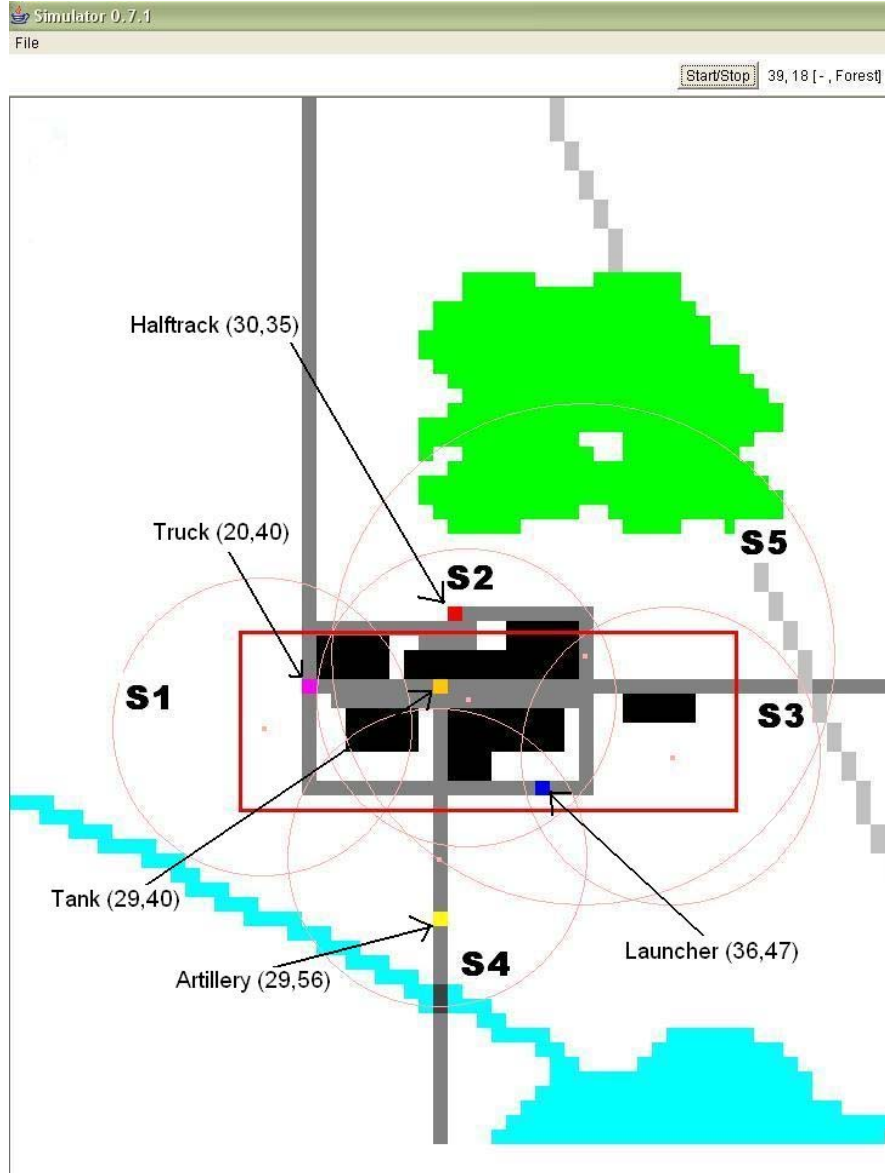 Simulator 0.7.1
File
Start/Stop 39, 18 [ - , Forest]
Halftrack (30,35)
Truck (20,40)
S5
S2
S1
S3
Tank (29,40)
Launcher (36,47)
S4
Artillery (29,56)